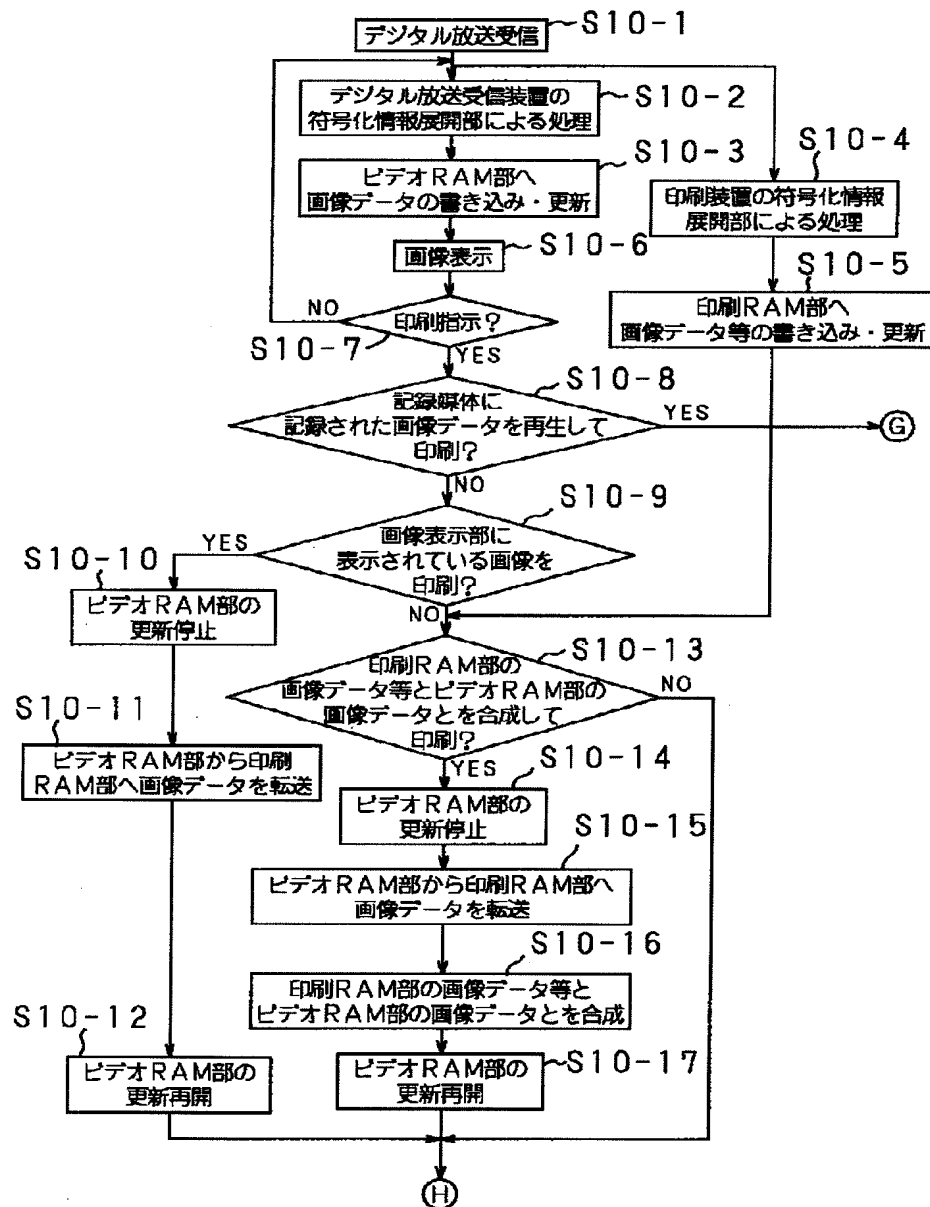 デジタル放送受信
S10-1
デジタル放送受信装置の
符号化情報展開部による処理
S10-2
ビデオRAM部へ
画像データの書き込み・更新
S10-3
S10-4
印刷装置の符号化情報
展開部による処理
画像表示
S10-6
S10-5
印刷RAM部へ
画像データ等の書き込み・更新
NO
印刷指示?
S10-7
YES
S10-8
記録媒体に
記録された画像データを再生して
印刷?
YES
G
NO
S10-9
画像表示部に
表示されている画像を
印刷?
YES
NO
S10-10
ビデオRAM部の
更新停止
S10-13
印刷RAM部の
画像データ等とビデオRAM部の
画像データとを合成して
印刷?
NO
YES
S10-11
ビデオRAM部から印刷
RAM部へ画像データを転送
S10-14
ビデオRAM部の
更新停止
S10-15
ビデオRAM部から印刷RAM部へ
画像データを転送
S10-16
印刷RAM部の画像データ等と
ビデオRAM部の画像データとを合成
S10-12
ビデオRAM部の
更新再開
S10-17
ビデオRAM部の
更新再開
H